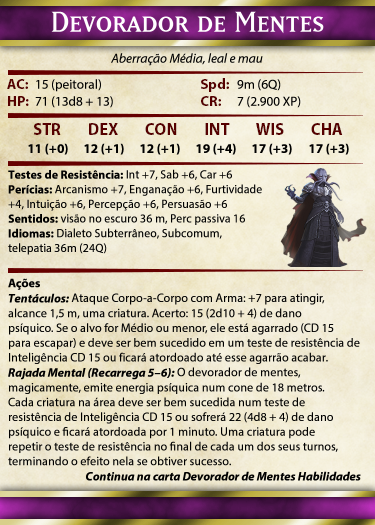 DEVORADOR DE MENTES
Aberração Média, leal e mau
AC: 15 (peitoral) Spd: 9m (6Q)
HP: 71 (13d8 + 13) CR: 7 (2.900 XP)
STR DEX CON INT WIS CHA
11 (+0) 12 (+1) 12 (+1) 19 (+4) 17 (+3) 17 (+3)
Testes de Resistência: Int +7, Sab +6, Car +6
Perícias: Arcanismo +7, Enganação +6, Furtividade
+4, Intuição +6, Percepção +6, Persuasão +6
Sentidos: visão no escuro 36 m, Perc passiva 16
Idiomas: Dialeto Subterrâneo, Subcomum,
telepatia 36m (24Q)
Ações
Tentáculos: Ataque Corpo-a-Corpo com Arma: +7 para atingir,
alcance 1,5 m, uma criatura. Acerto: 15 (2d10 + 4) de dano
psíquico. Se o alvo for Médio ou menor, ele está agarrado (CD 15
para escapar) e deve ser bem sucedido em um teste de resistência de
Inteligência CD 15 ou ficará atordoado até esse agarrão acabar.
Rajada Mental (Recarrega 5–6): O devorador de mentes,
magicamente, emite energia psíquica num cone de 18 metros.
Cada criatura na área deve ser bem sucedida num teste de
resistência de Inteligência CD 15 ou sofrerá 22 (4d8 + 4) de dano
psíquico e ficará atordoada por 1 minuto. Uma criatura pode
repetir o teste de resistência no final de cada um dos seus turnos,
terminando o efeito nela se obtiver sucesso.
Continua na carta Devorador de Mentes Habilidades